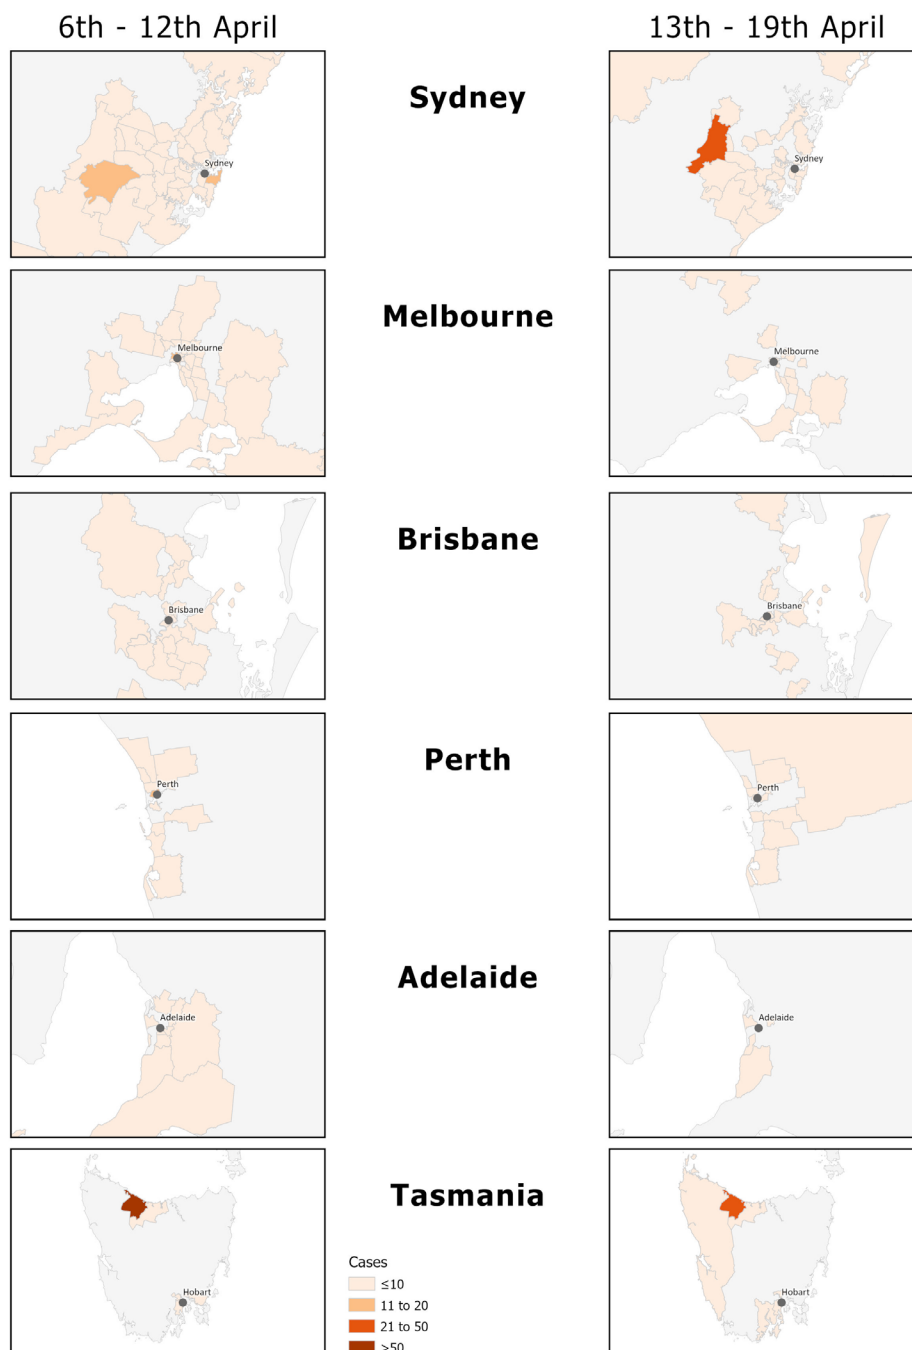 6th - 12th April
13th - 19th April
Sydney
Sydney
Sydney
Melbourne
Melbourne
Melbourne
Brisbane
Brisbane
Brisbane
Perth
Perth
Perth
Adelaide
Adelaide
Adelaide
Tasmania
Hobart
Hobart
Cases
≤10
11 to 20
21 to 50
>50